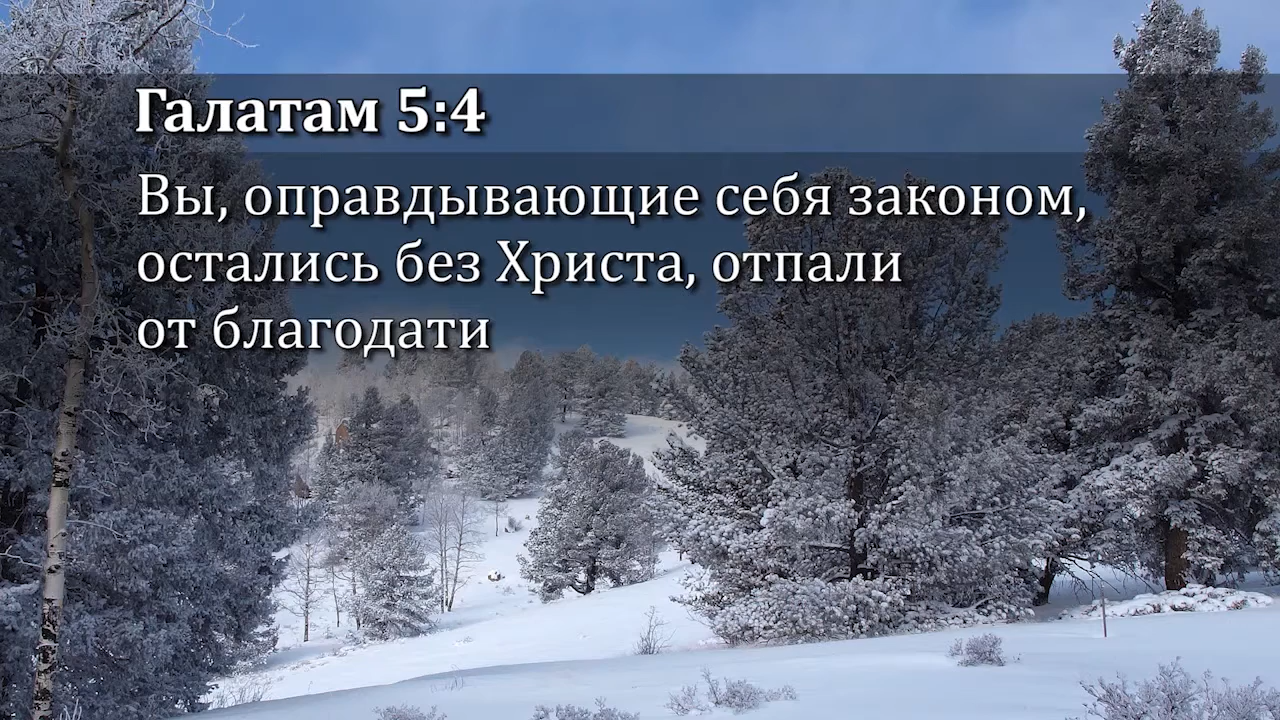 Галатам 5:4
Вы, оправдывающие себя законом,
остались без Христа, отпали
от благодати